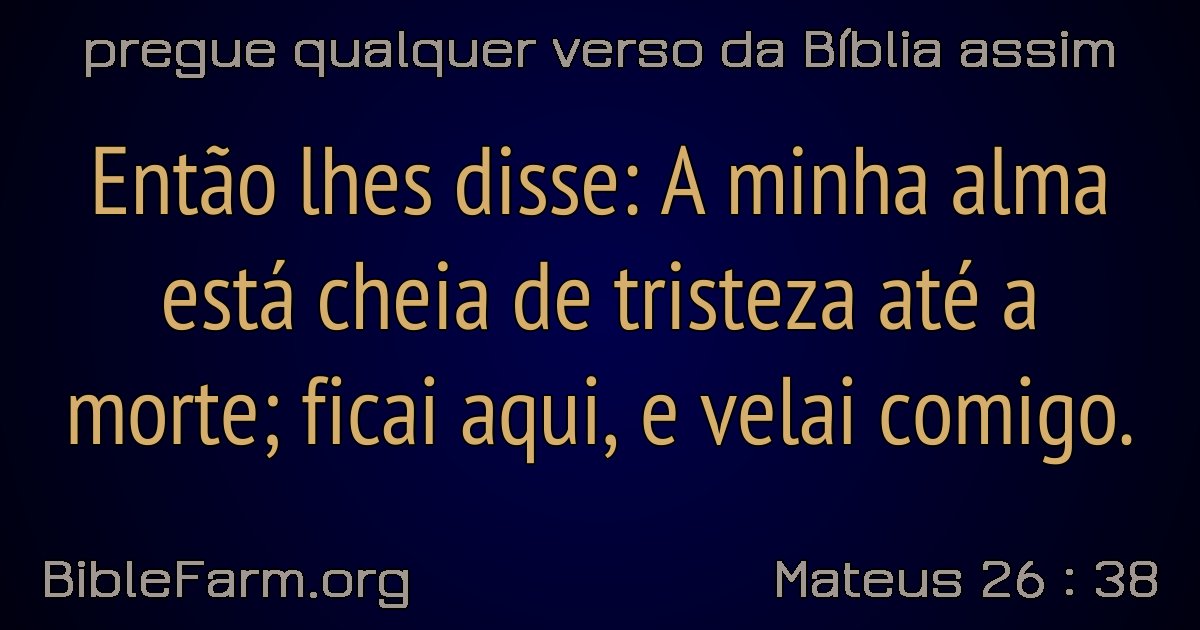 pregue qualquer verso da Bíblia assim
Então lhes disse: A minha alma
está cheia de tristeza até a
morte; ficai aqui, e velai comigo.
BibleFarm.org
Mateus 26 : 38